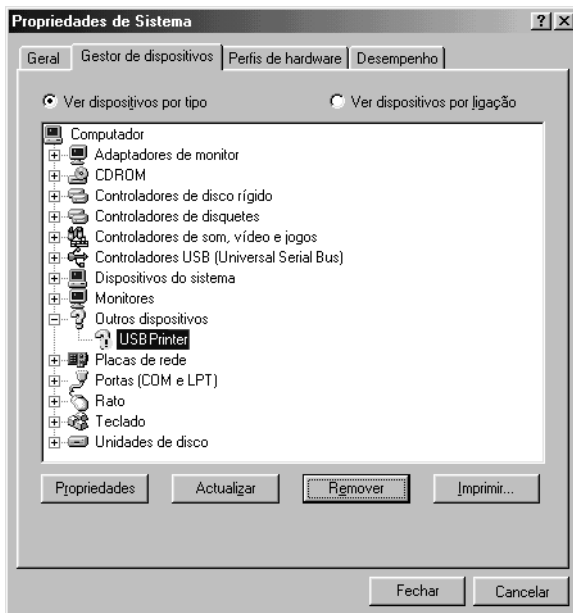 Propriedades de Sistema
Geral Gestor de dispositivos Perfis de hardware Desempenho
Ver dispositivos por tipo Ver dispositivos por ligação
Computador
Adaptadores de monitor
CDROM
Controladores de disco rígido
Controladores de disquetes
Controladores de som, vídeo e jogos
Controladores USB (Universal Serial Bus)
Dispositivos do sistema
Monitores
Outros dispositivos
USB Printer
Placas de rede
Portas (COM e LPT)
Rato
Teclado
Unidades de disco
Propriedades Actualizar Remover Imprimir...
Fechar Cancelar